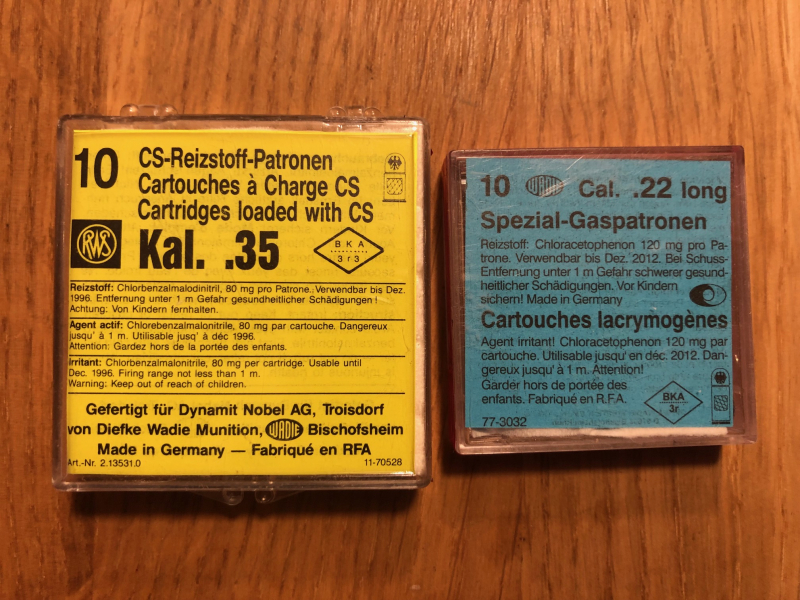 10
CS-Reizstoff-Patronen
Cartouches à Charge CS
Cartridges loaded with CS
RWS
Kal. .35
BKA
3 r 3
Reizstoff: Chlorbenzalmalodinitril, 80 mg pro Patrone. Verwendbar bis Dez.
1996. Entfernung unter 1 m Gefahr gesundheitlicher Schädigungen !
Achtung: Von Kindern fernhalten.
Agent actif: Chlorebenzalmalonitrile, 80 mg par cartouche. Dangereux
jusqu' à 1 m. Utilisable jusq' à déc 1996.
Attention: Gardez hors de la portée des enfants.
Irritant: Chlorbenzalmalonitrile, 80 mg per cartridge. Usable until
Dec. 1996. Firing range not less than 1 m.
Warning: Keep out of reach of children.
Gefertigt für Dynamit Nobel AG, Troisdorf
von Diefke Wadie Munition, WADIE Bischofsheim
Made in Germany — Fabriqué en RFA
Art.-Nr. 2.13531.0
11-70528
10 WADIE Cal. .22 long
Spezial-Gaspatronen
Reizstoff: Chloracetophenon 120 mg pro Pa-
trone. Verwendbar bis Dez. 2012. Bei Schuss-
Entfernung unter 1 m Gefahr schwerer gesund-
heitlicher Schädigungen. Vor Kindern
sichern! Made in Germany
Cartouches lacrymogènes
Agent irritant! Chloracetophenon 120 mg par
cartouche. Utilisable jusqu' en déc. 2012. Dan-
gereux jusqu' à 1 m. Attention!
Garder hors de portée des
enfants. Fabriqué en R.F.A.
BKA
3r
77-3032